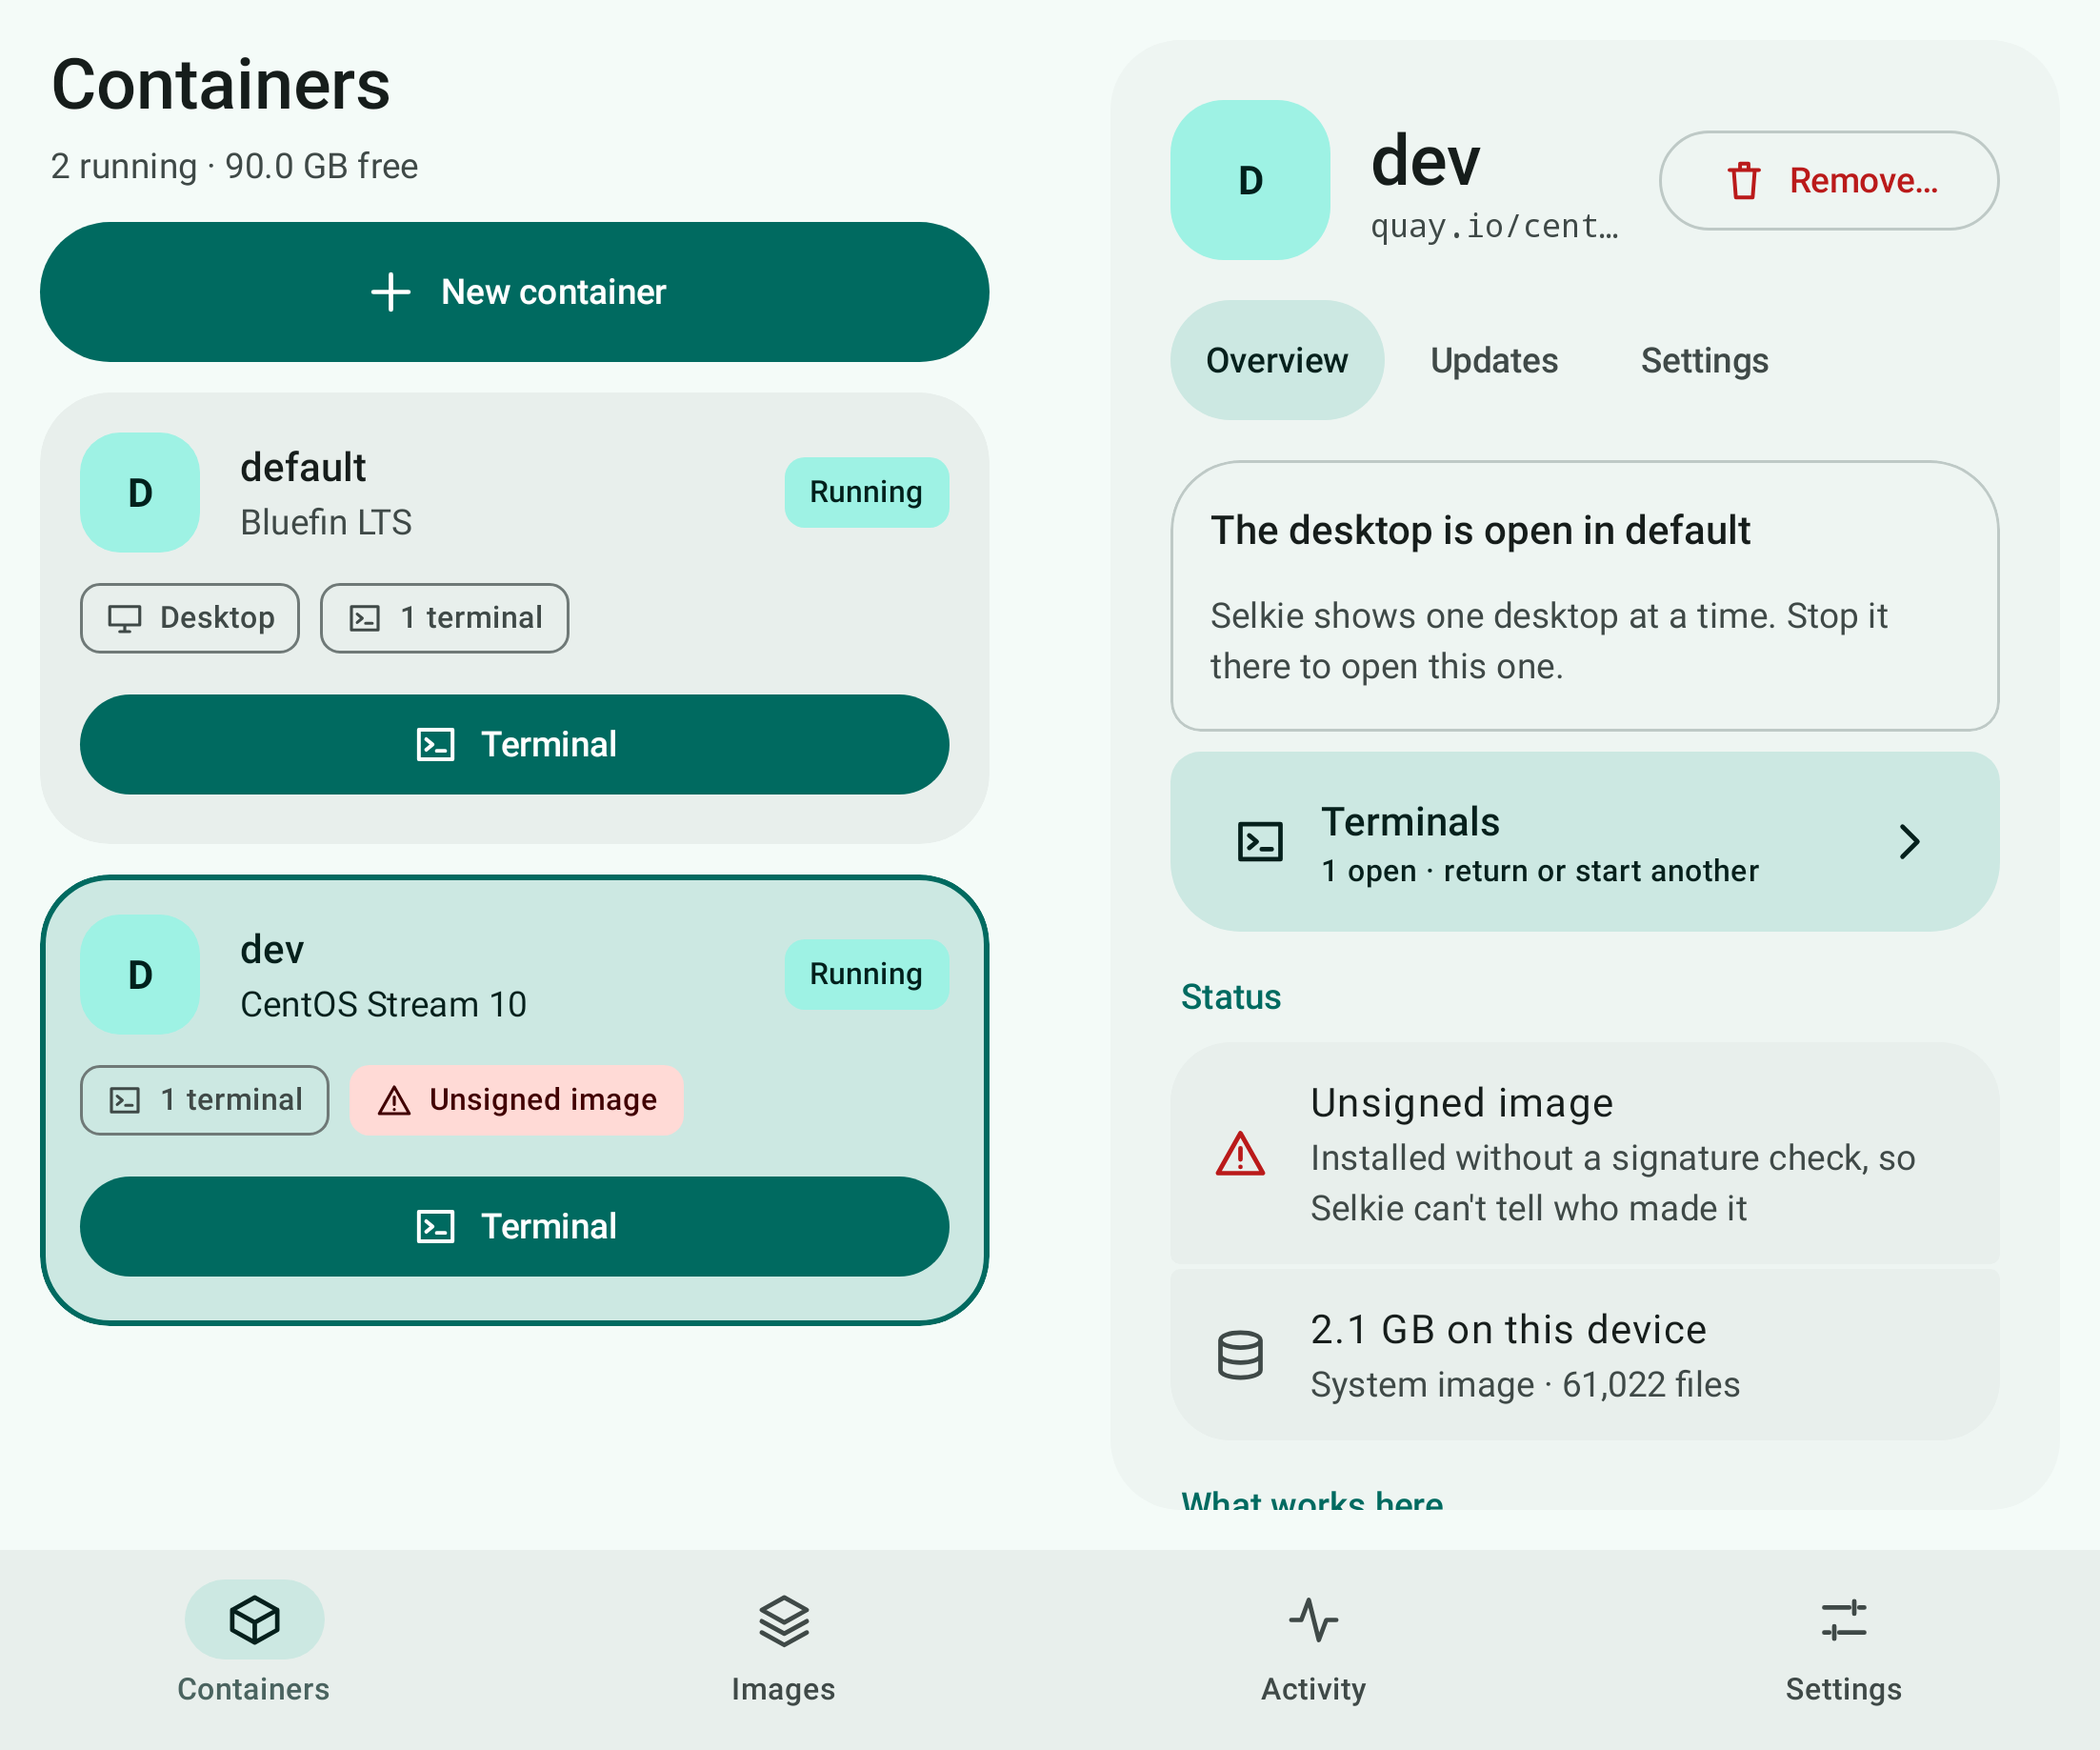 Containers
2 running · 90.0 GB free
New container
D
default
Bluefin LTS
Running
Desktop
1 terminal
Terminal
D
dev
CentOS Stream 10
Running
1 terminal
Unsigned image
Terminal
D
dev
quay.io/cent…
Remove…
Overview
Updates
Settings
The desktop is open in default
Selkie shows one desktop at a time. Stop it
there to open this one.
Terminals
1 open · return or start another
Status
Unsigned image
Installed without a signature check, so
Selkie can't tell who made it
2.1 GB on this device
System image · 61,022 files
What works here
Containers
Images
Activity
Settings